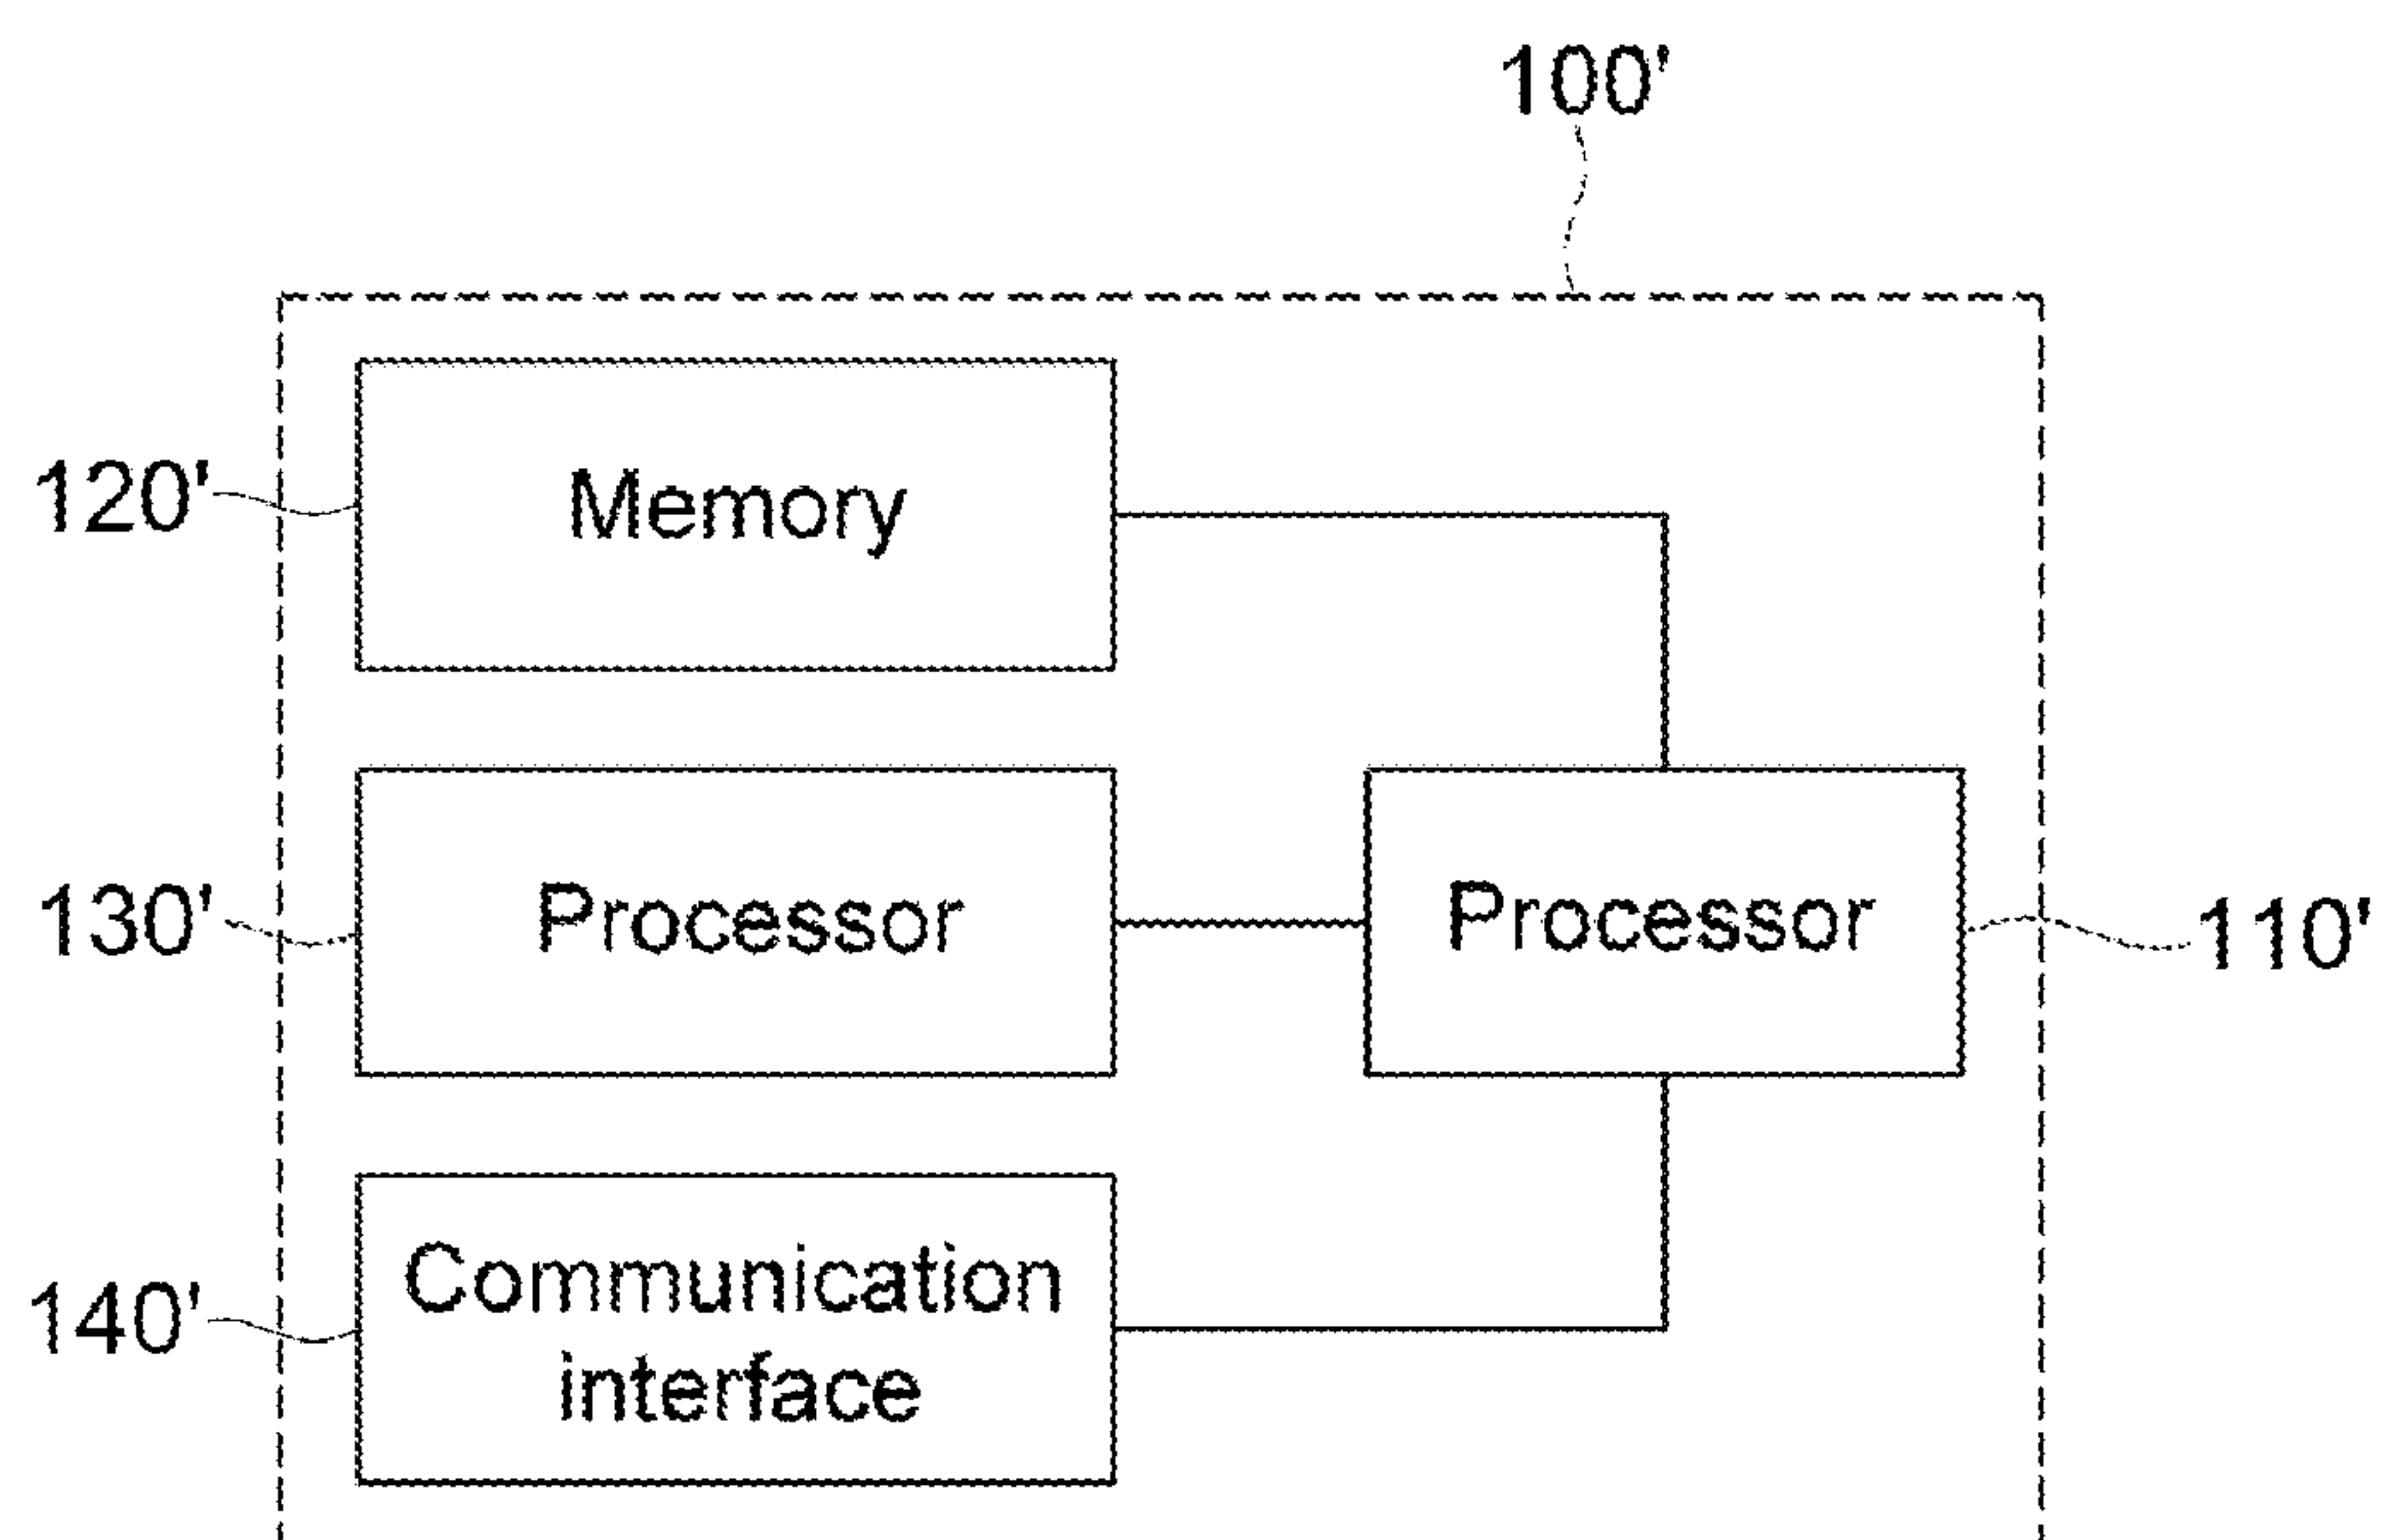 100'
120'
Memory
130'
Processor
Processor
110'
140'
Communication
interface